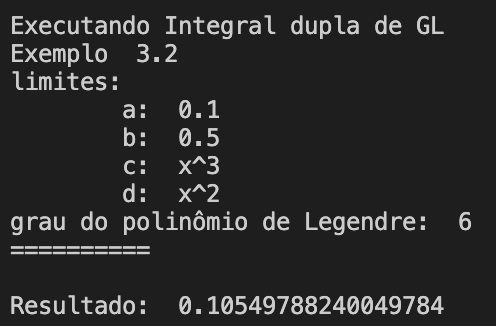 Executando Integral dupla de GL
Exemplo  3.2
limites:
        a:  0.1
        b:  0.5
        c:  x^3
        d:  x^2
grau do polinômio de Legendre:  6
==========
Resultado:  0.10549788240049784